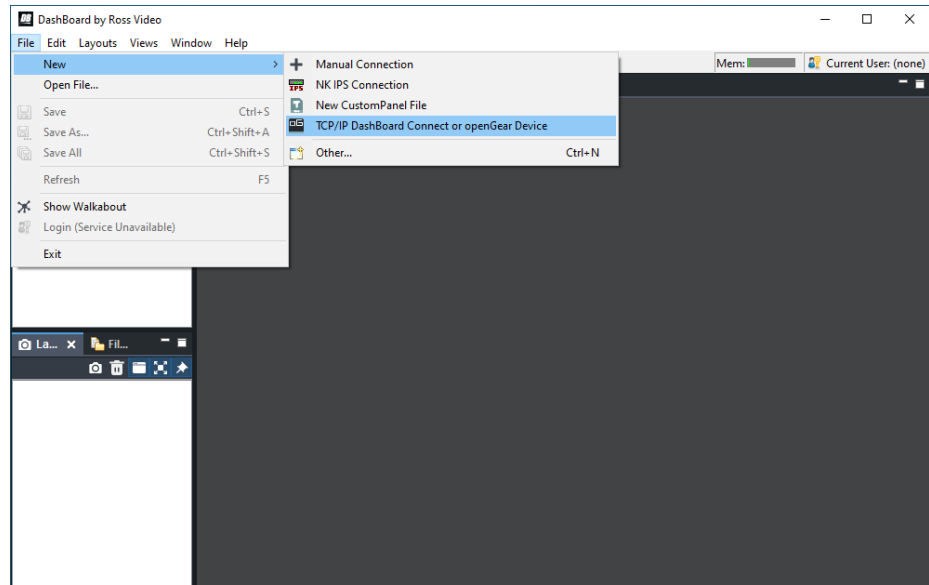 DB DashBoard by Ross Video
File Edit Layouts Views Window Help
Mem: Current User: (none)
New
Open File...
Save Ctrl+S
Save As... Ctrl+Shift+A
Save All Ctrl+Shift+S
Refresh F5
Show Walkabout
Login (Service Unavailable)
Exit
Manual Connection
IPS NK IPS Connection
New CustomPanel File
TCP/IP DashBoard Connect or openGear Device
Other... Ctrl+N
La... Fil...